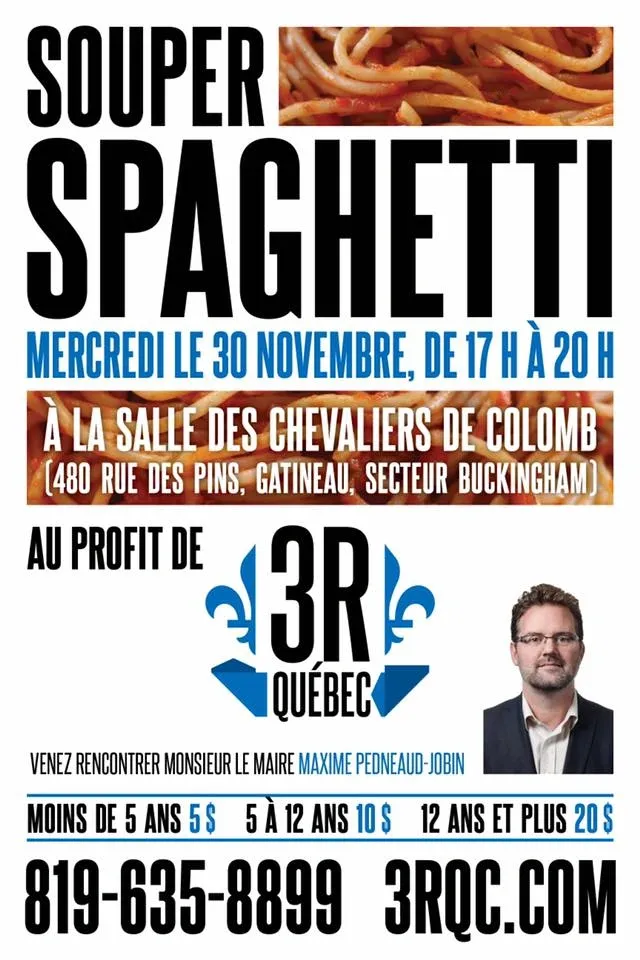 SOUPER
SPAGHETTI
MERCREDI LE 30 NOVEMBRE, DE 17 H À 20 H
À LA SALLE DES CHEVALIERS DE COLOMB
(480 RUE DES PINS, GATINEAU, SECTEUR BUCKINGHAM)
AU PROFIT DE
3R
QUÉBEC
VENEZ RENCONTRER MONSIEUR LE MAIRE MAXIME PEDNEAUD-JOBIN
MOINS DE 5 ANS 5 $ 5 À 12 ANS 10 $ 12 ANS ET PLUS 20 $
819-635-8899 3RQC.COM